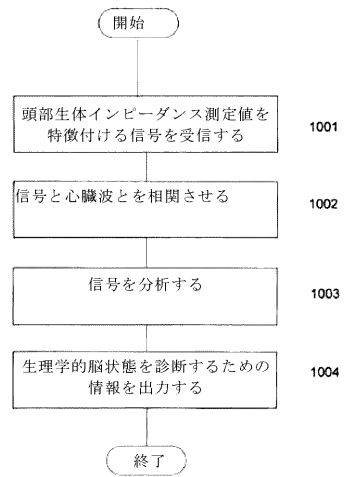 開始
頭部生体インピーダンス測定値を
特徴付ける信号を受信する
1001
信号と心臓波とを相関させる
1002
信号を分析する
1003
生理学的脳状態を診断するための
情報を出力する
1004
終了